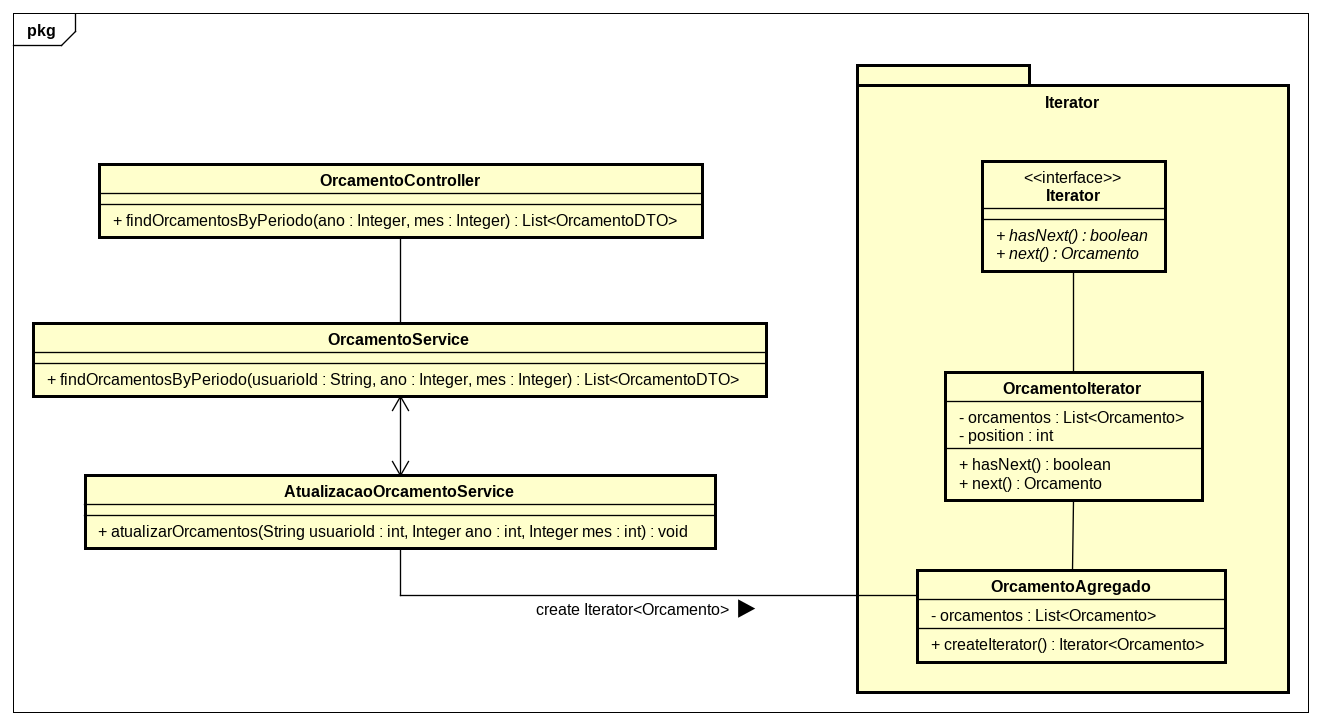 pkg
OrcamentoController
+ findOrcamentosByPeriodo(ano : Integer, mes : Integer) : List<OrcamentoDTO>
OrcamentoService
+ findOrcamentosByPeriodo(usuarioId : String, ano : Integer, mes : Integer) : List<OrcamentoDTO>
AtualizacaoOrcamentoService
+ atualizarOrcamentos(String usuarioId : int, Integer ano : int, Integer mes : int) : void
create Iterator<Orcamento>
Iterator
<<interface>>
Iterator
+ hasNext() : boolean
+ next() : Orcamento
OrcamentoIterator
- orcamentos : List<Orcamento>
- position : int
+ hasNext() : boolean
+ next() : Orcamento
OrcamentoAgregado
- orcamentos : List<Orcamento>
+ createIterator() : Iterator<Orcamento>